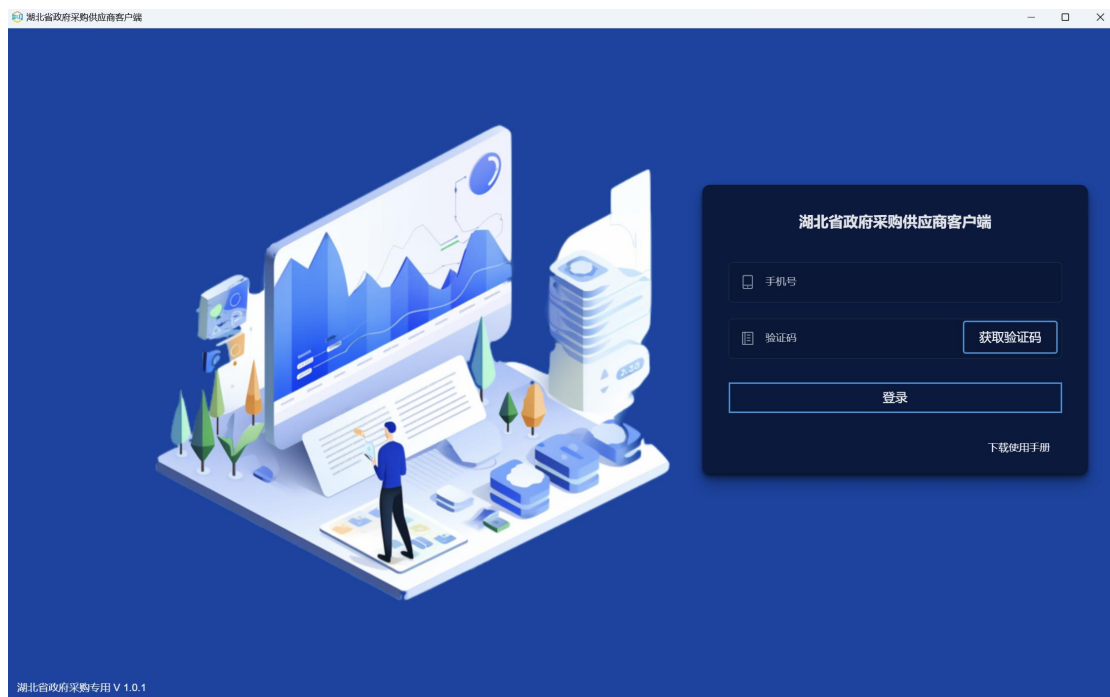 湖北省政府采购供应商客户端
湖北省政府采购供应商客户端
手机号
验证码
获取验证码
登录
下载使用手册
湖北省政府采购专用 V 1.0.1